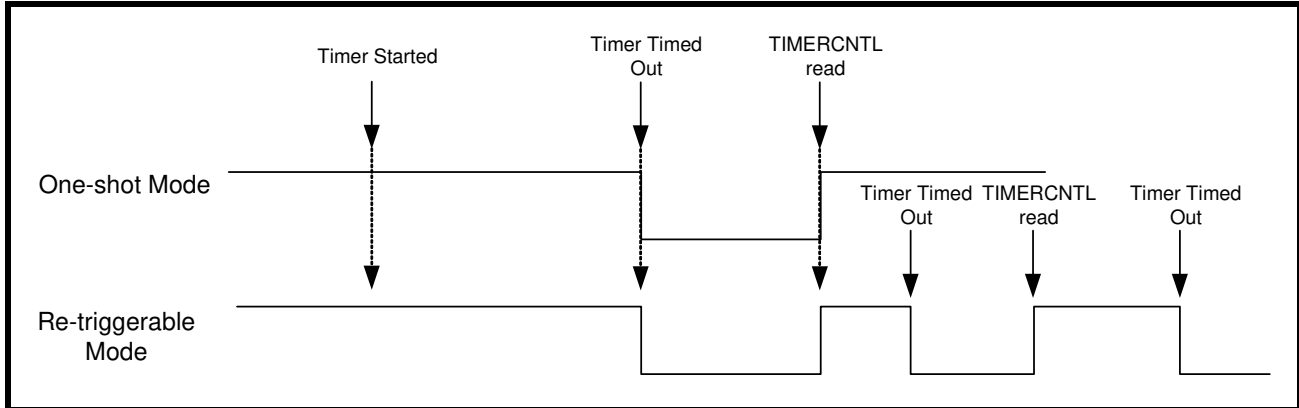 Timer Started
Timer Timed
Out
TIMERCNTL
read
One-shot Mode
Timer Timed
Out
TIMERCNTL
read
Timer Timed
Out
Re-triggerable
Mode